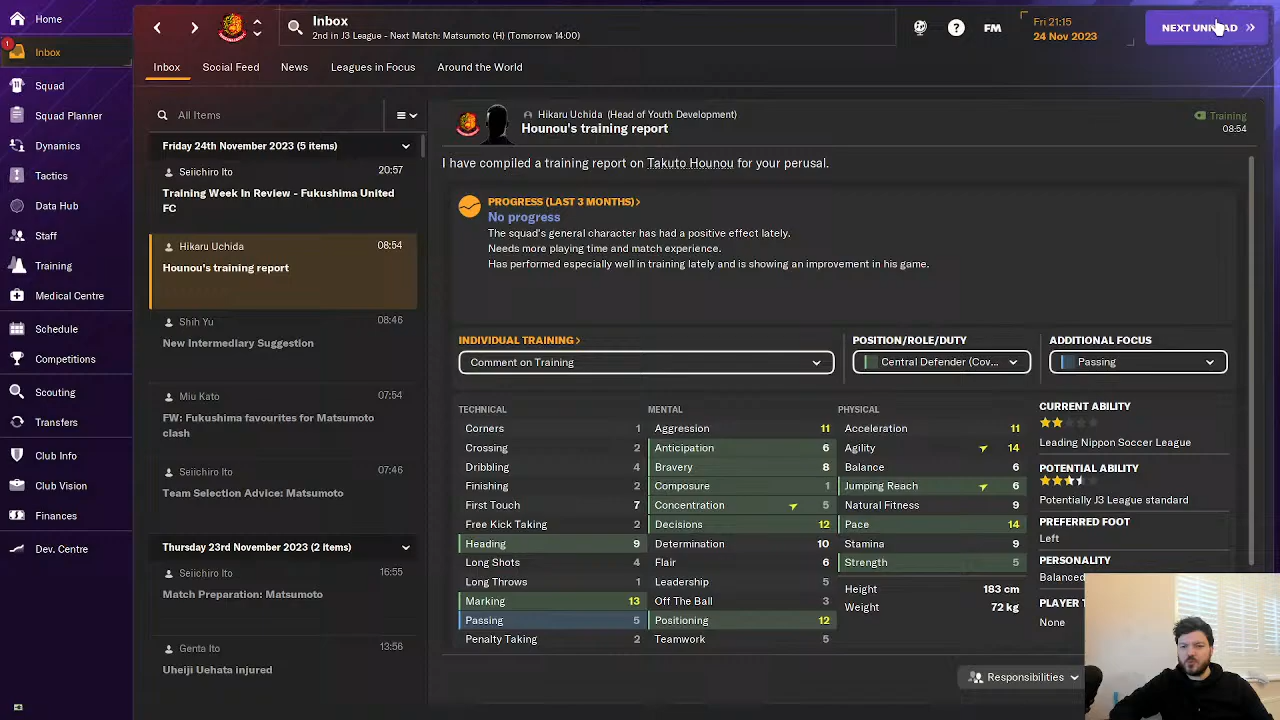 Home
1
Inbox
Squad
Squad Planner
Dynamics
Tactics
Data Hub
Staff
Training
Medical Centre
Schedule
Competitions
Scouting
Transfers
Club Info
Club Vision
Finances
Dev. Centre
Inbox
2nd in J3 League - Next Match: Matsumoto (H) (Tomorrow 14:00)
?
FM
Fri 21:15
24 Nov 2023
Inbox
Social Feed
News
Leagues in Focus
Around the World
All Items
Friday 24th November 2023 (5 items)
Seiichiro Ito 20:57
Training Week In Review - Fukushima United
FC
Hikaru Uchida 08:54
Hounou's training report
Shih Yu 08:46
New Intermediary Suggestion
Miu Kato 07:54
FW: Fukushima favourites for Matsumoto
clash
Seiichiro Ito 07:46
Team Selection Advice: Matsumoto
Thursday 23rd November 2023 (2 items)
Seiichiro Ito 16:55
Match Preparation: Matsumoto
Genta Ito 13:56
Uheiji Uehata injured
Hikaru Uchida (Head of Youth Development)
Hounou's training report
Training
08:54
I have compiled a training report on Takuto Hounou for your perusal.
PROGRESS (LAST 3 MONTHS)>
No progress
The squad's general character has had a positive effect lately.
Needs more playing time and match experience.
Has performed especially well in training lately and is showing an improvement in his game.
INDIVIDUAL TRAINING>
Comment on Training
POSITION/ROLE/DUTY
Central Defender (Cov...
ADDITIONAL FOCUS
Passing
TECHNICAL
Corners 1
Crossing 2
Dribbling 4
Finishing 2
First Touch 7
Free Kick Taking 2
Heading 9
Long Shots 4
Long Throws 1
Marking 13
Passing 5
Penalty Taking 2
MENTAL
Aggression 11
Anticipation 6
Bravery 8
Composure 1
Concentration 5
Decisions 12
Determination 10
Flair 6
Leadership 5
Off The Ball 3
Positioning 12
Teamwork 5
PHYSICAL
Acceleration 11
Agility 14
Balance 6
Jumping Reach 6
Natural Fitness 9
Pace 14
Stamina 9
Strength 5
Height 183 cm
Weight 72 kg
CURRENT ABILITY
Leading Nippon Soccer League
POTENTIAL ABILITY
Potentially J3 League standard
PREFERRED FOOT
Left
PERSONALITY
Balanced
PLAYER
None
Responsibilities